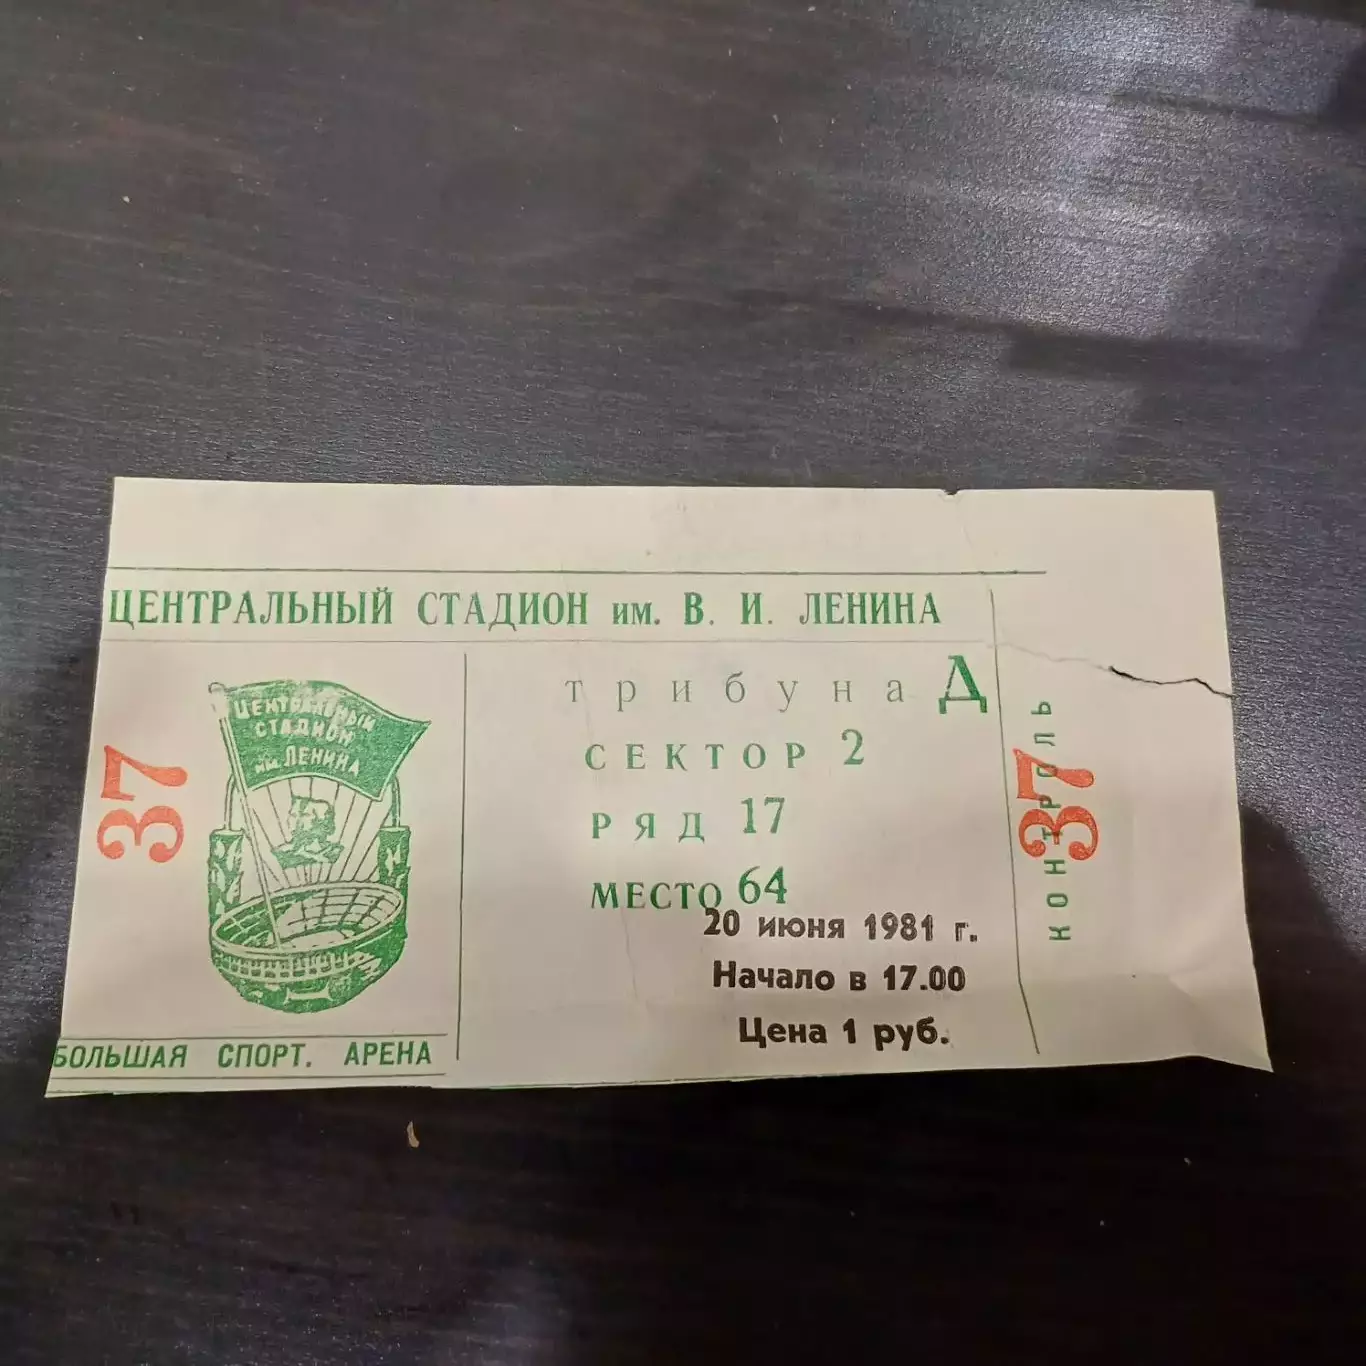 ЦЕНТРАЛЬНЫЙ СТАДИОН им. В. И. ЛЕНИНА
37
ЦЕНТРАЛЬНЫЙ
СТАДИОН
им. ЛЕНИНА
Трибуна Д
СЕКТОР 2
РЯД 17
МЕСТО 64
20 июня 1981 г.
Начало в 17.00
Цена 1 руб.
БОЛЬШАЯ СПОРТ. АРЕНА
37
КОНТРОЛЬ